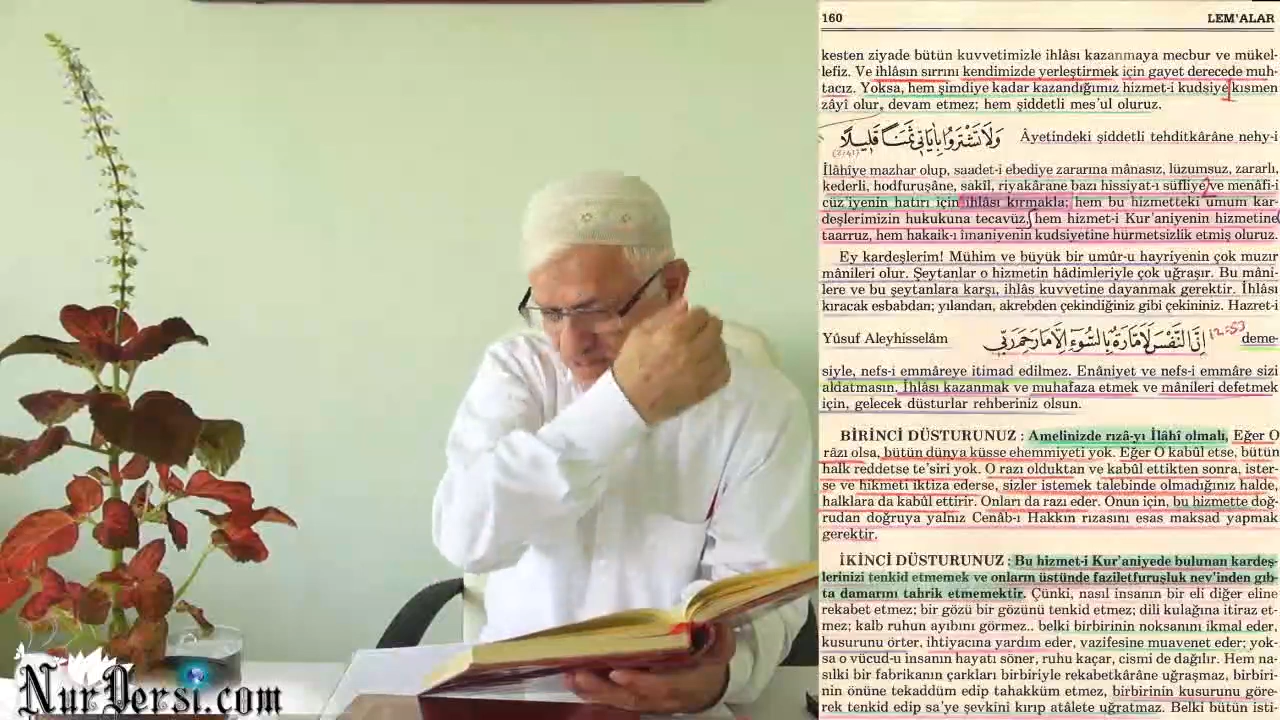 160 LEM'ALAR
kesten ziyade bütün kuvvetimizle ihlâsı kazanmaya mecbur ve mükel-
lefiz. Ve ihlâsın sırrını kendimizde yerleştirmek için gayet derecede muh-
tacız. Yoksa, hem şimdiye kadar kazandığımız hizmet-i kudsiye kısmen
zâyî olur, devam etmez; hem şiddetli mes'ul oluruz.
وَلَا تَشْتَرُوا بِاٰيَاتِى ثَمَنًا قَلِيلًا Âyetindeki şiddetli tehditkârâne nehy-i
(2:41)
İlâhîye mazhar olup, saadet-i ebediye zararına mânasız, lüzumsuz, zararlı,
kederli, hodfuruşâne, sakîl, riyakârane bazı hissiyat-ı süfliye 2 ve menâfi-i
cüz'iyenin hatırı için ihlâsı kırmakla; hem bu hizmetteki umum kar-
deşlerimizin hukukuna tecavüz, hem hizmet-i Kur'aniyenin hizmetine
taarruz, hem hakaik-ı imaniyenin kudsiyetine hürmetsizlik etmiş oluruz.
Ey kardeşlerim! Mühim ve büyük bir umûr-u hayriyenin çok muzır
mânileri olur. Şeytanlar o hizmetin hâdimleriyle çok uğraşır. Bu mâni-
lere ve bu şeytanlara karşı, ihlâs kuvvetine dayanmak gerektir. İhlâsı
kıracak esbabdan; yılandan, akrebden çekindiğiniz gibi çekininiz. Hazret-i
Yûsuf Aleyhisselâm اِنَّ النَّفْسَ لَاَمَّارَةٌ بِالسُّوٓءِ اِلَّا مَا رَحِمَ رَبِّى 12:53 deme-
siyle, nefs-i emmâreye itimad edilmez. Enâniyet ve nefs-i emmâre sizi
aldatmasın. İhlâsı kazanmak ve muhafaza etmek ve mânileri defetmek
için, gelecek düsturlar rehberiniz olsun.
BİRİNCİ DÜSTURUNUZ : Amelinizde rızâ-yı İlâhî olmalı. Eğer O
râzı olsa, bütün dünya küsse ehemmiyeti yok. Eğer O kabûl etse, bütün
halk reddetse te'siri yok. O razı olduktan ve kabûl ettikten sonra, ister-
se ve hikmeti iktiza ederse, sizler istemek talebinde olmadığınız halde,
halklara da kabûl ettirir. Onları da razı eder. Onun için, bu hizmette doğ-
rudan doğruya yalnız Cenâb-ı Hakkın rızasını esas maksad yapmak
gerektir.
İKİNCİ DÜSTURUNUZ : Bu hizmet-i Kur'aniyede bulunan kardeş-
lerinizi tenkid etmemek ve onların üstünde faziletfuruşluk nev'inden gıb-
ta damarını tahrik etmemektir. Çünki, nasıl insanın bir eli diğer eline
rekabet etmez; bir gözü bir gözünü tenkid etmez; dili kulağına itiraz et-
mez; kalb ruhun ayıbını görmez.. belki birbirinin noksanını ikmal eder,
kusurunu örter, ihtiyacına yardım eder, vazifesine muavenet eder; yok-
sa o vücud-u insanın hayatı söner, ruhu kaçar, cismi de dağılır. Hem na-
sılki bir fabrikanın çarkları birbiriyle rekabetkârâne uğraşmaz, birbiri-
nin önüne tekaddüm edip tahakküm etmez, birbirinin kusurunu göre-
rek tenkid edip sa'ye şevkini kırıp atâlete uğratmaz. Belki bütün isti-
NurDersi.com